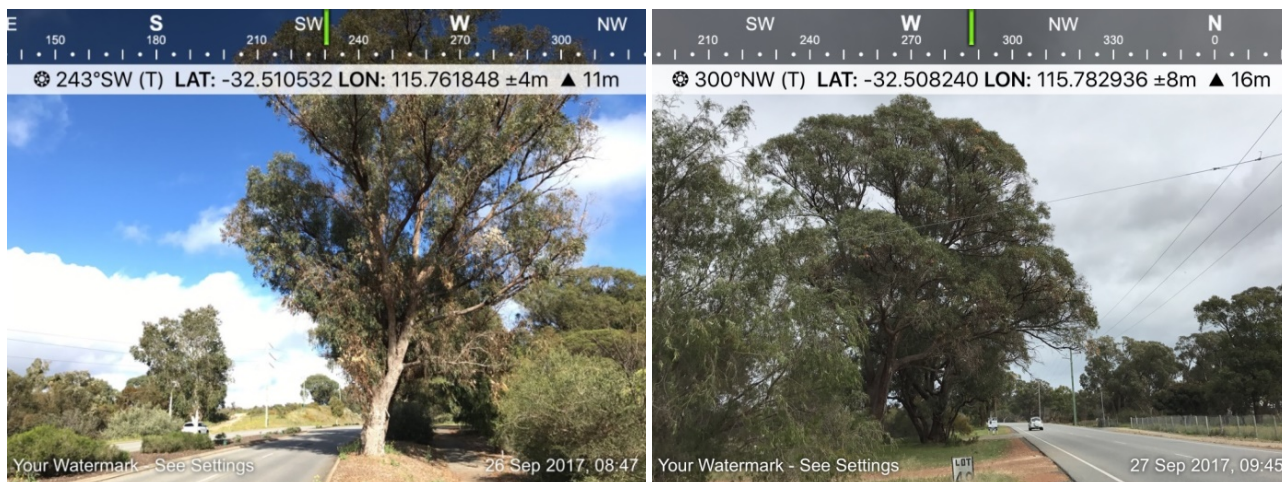 E S SW W NW
150 180 210 240 270 300
243°SW (T) LAT: -32.510532 LON: 115.761848 ±4m ▲ 11m
Your Watermark - See Settings 26 Sep 2017, 08:47
SW W NW N
210 240 270 300 330 0
300°NW (T) LAT: -32.508240 LON: 115.782936 ±8m ▲ 16m
LOT
Your Watermark - See Settings 27 Sep 2017, 09:45